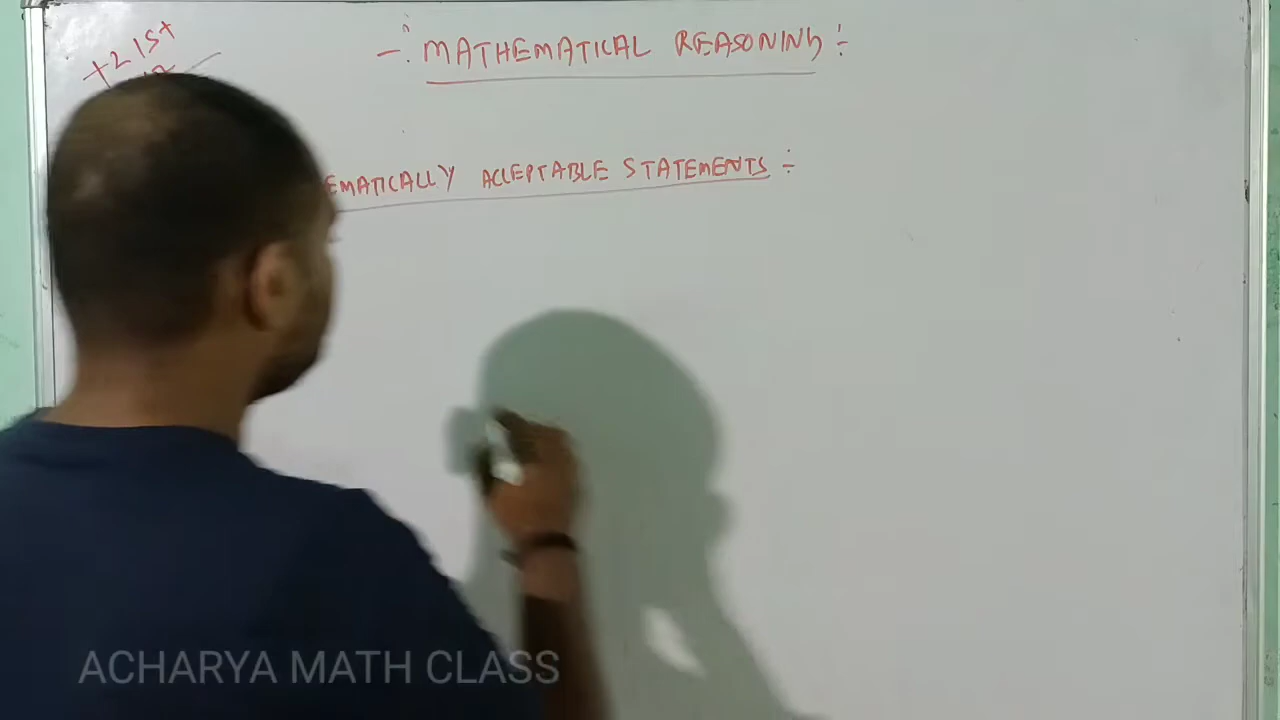 +2 1st
-: MATHEMATICAL REASONING :-
EMATICALLY ACCEPTABLE STATEMENTS :-
ACHARYA MATH CLASS